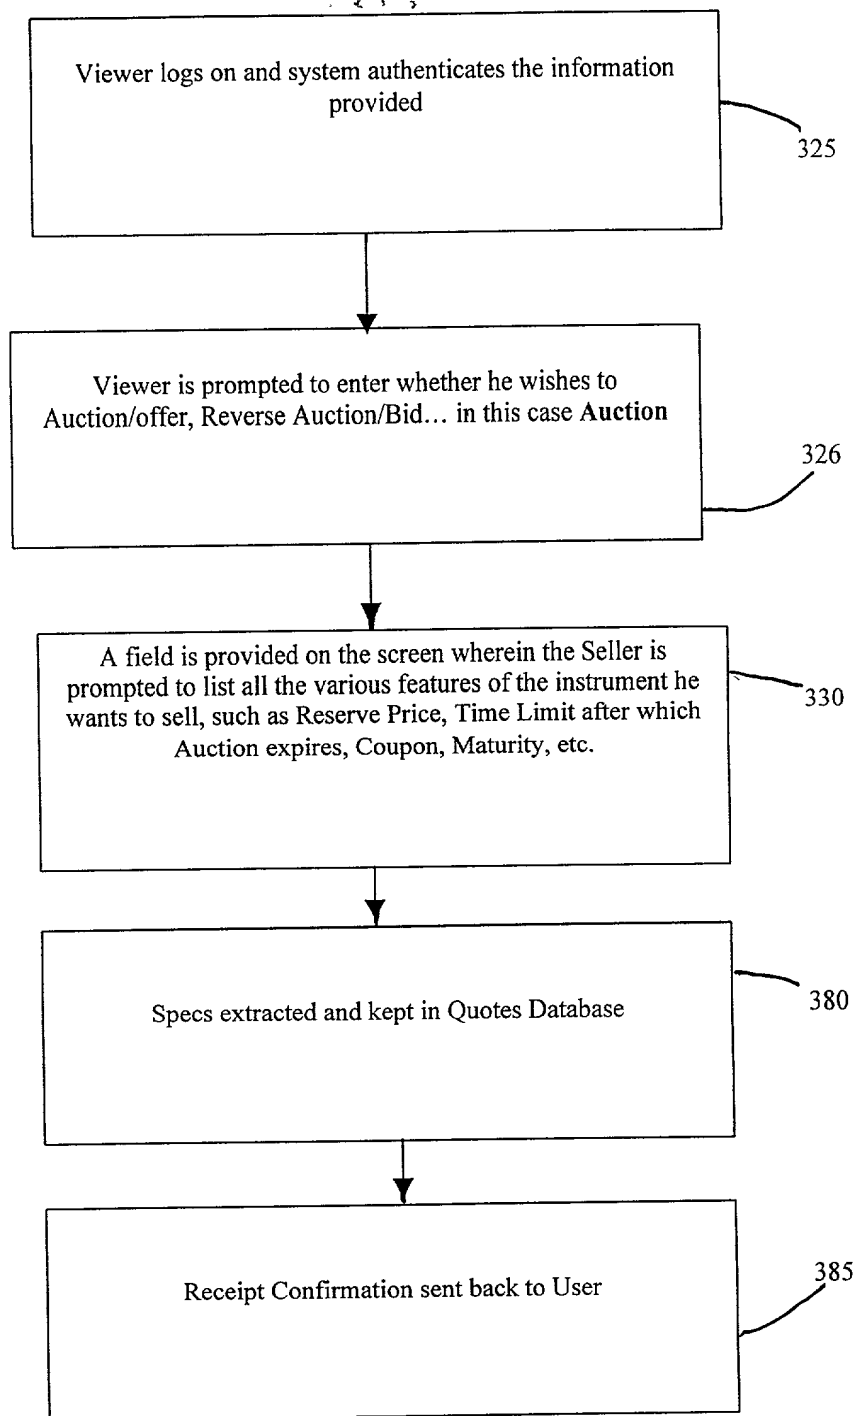 Viewer logs on and system authenticates the information
provided
325
Viewer is prompted to enter whether he wishes to
Auction/offer, Reverse Auction/Bid... in this case Auction
326
A field is provided on the screen wherein the Seller is
prompted to list all the various features of the instrument he
wants to sell, such as Reserve Price, Time Limit after which
Auction expires, Coupon, Maturity, etc.
330
Specs extracted and kept in Quotes Database
380
Receipt Confirmation sent back to User
385